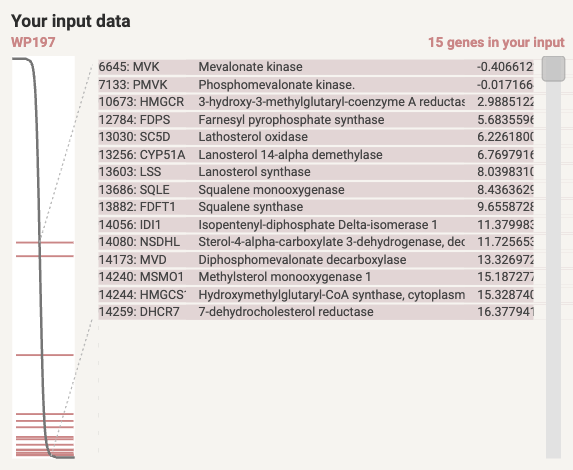 Your input data
WP197 15 genes in your input
6645: MVK Mevalonate kinase -0.406612
7133: PMVK Phosphomevalonate kinase. -0.017166
10673: HMGCR 3-hydroxy-3-methylglutaryl-coenzyme A reductas 2.9885122
12784: FDPS Farnesyl pyrophosphate synthase 5.6835596
13030: SC5D Lathosterol oxidase 6.2261800
13256: CYP51A Lanosterol 14-alpha demethylase 6.7697916
13603: LSS Lanosterol synthase 8.0398310
13686: SQLE Squalene monooxygenase 8.4363629
13882: FDFT1 Squalene synthase 9.6558728
14056: IDI1 Isopentenyl-diphosphate Delta-isomerase 1 11.379983
14080: NSDHL Sterol-4-alpha-carboxylate 3-dehydrogenase, dec 11.725653
14173: MVD Diphosphomevalonate decarboxylase 13.326972
14240: MSMO1 Methylsterol monooxygenase 1 15.187277
14244: HMGCS Hydroxymethylglutaryl-CoA synthase, cytoplasm 15.328740
14259: DHCR7 7-dehydrocholesterol reductase 16.377941